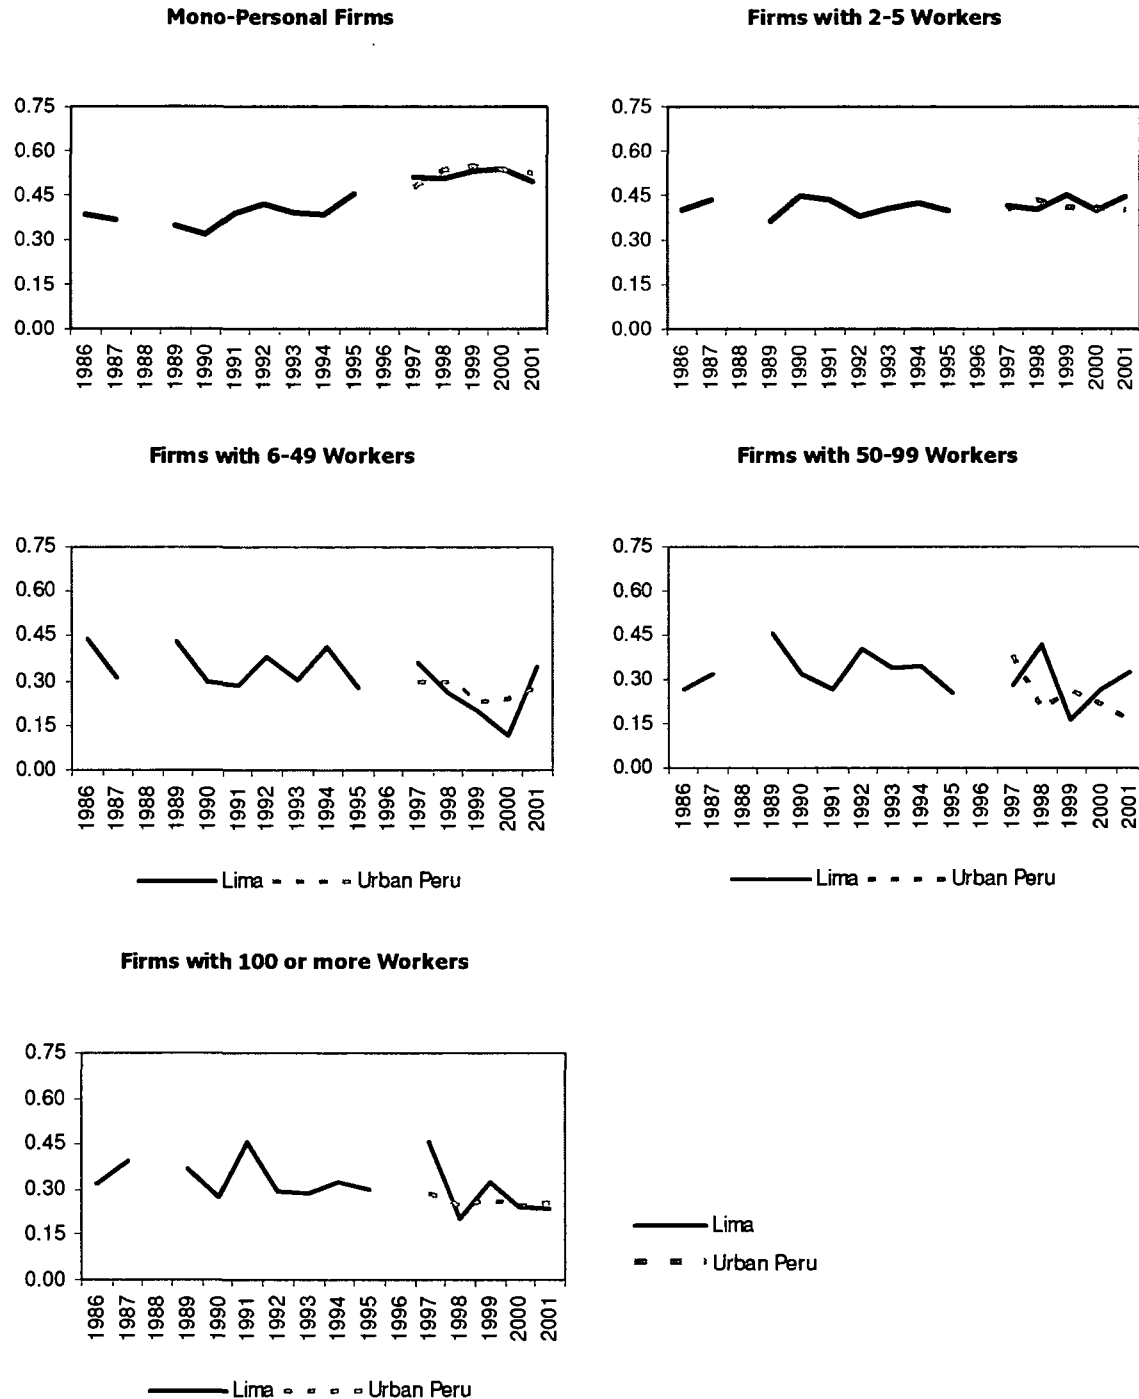 Mono-Personal Firms
0.75
0.60
0.45
0.30
0.15
0.00
1986 1987 1988 1989 1990 1991 1992 1993 1994 1995 1996 1997 1998 1999 2000 2001
Firms with 2-5 Workers
0.75
0.60
0.45
0.30
0.15
0.00
1986 1987 1988 1989 1990 1991 1992 1993 1994 1995 1996 1997 1998 1999 2000 2001
Firms with 6-49 Workers
0.75
0.60
0.45
0.30
0.15
0.00
1986 1987 1988 1989 1990 1991 1992 1993 1994 1995 1996 1997 1998 1999 2000 2001
Lima Urban Peru
Firms with 50-99 Workers
0.75
0.60
0.45
0.30
0.15
0.00
1986 1987 1988 1989 1990 1991 1992 1993 1994 1995 1996 1997 1998 1999 2000 2001
Lima Urban Peru
Firms with 100 or more Workers
0.75
0.60
0.45
0.30
0.15
0.00
1986 1987 1988 1989 1990 1991 1992 1993 1994 1995 1996 1997 1998 1999 2000 2001
Lima Urban Peru
Lima
Urban Peru